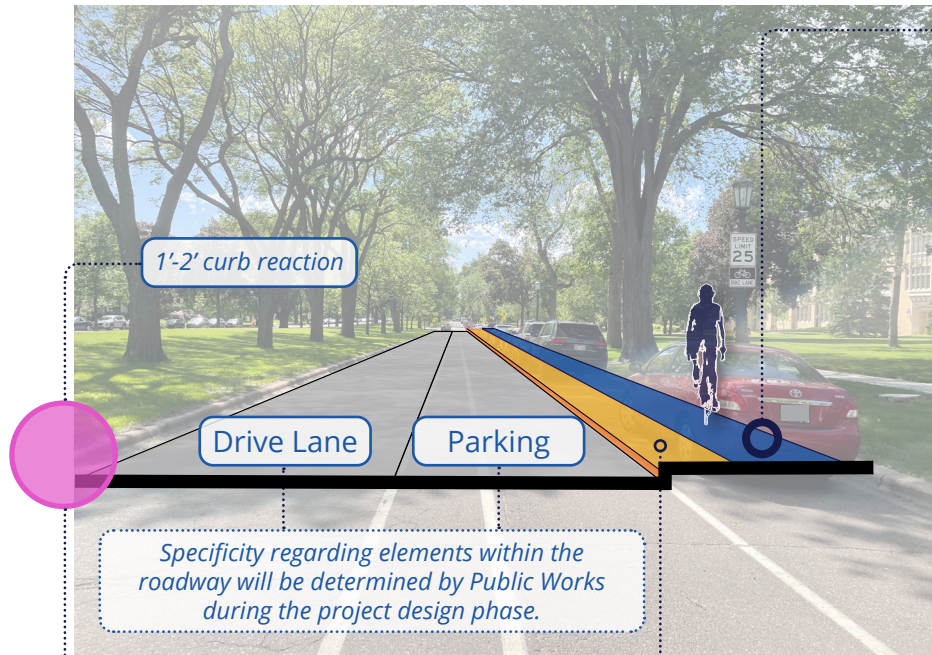 SPEED
LIMIT
25
BIKE LANE
1’-2’ curb reaction
Drive Lane
Parking
Specificity regarding elements within the
roadway will be determined by Public Works
during the project design phase.